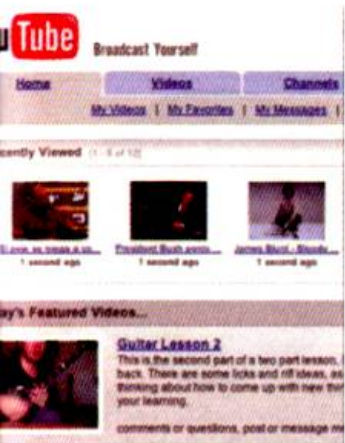 u Tube
Broadcast Yourself
Home Videos Channels
My Videos | My Favorites | My Messages |
cently Viewed
President Bush
James Blunt -
1 second ago 1 second ago 1 second ago
ay's Featured Videos...
Guitar Lesson 2
This is the second part of a two part lesson,
back. There are some licks and riff ideas, as
thinking about how to come up with new
your learning.
comments or questions, post or message